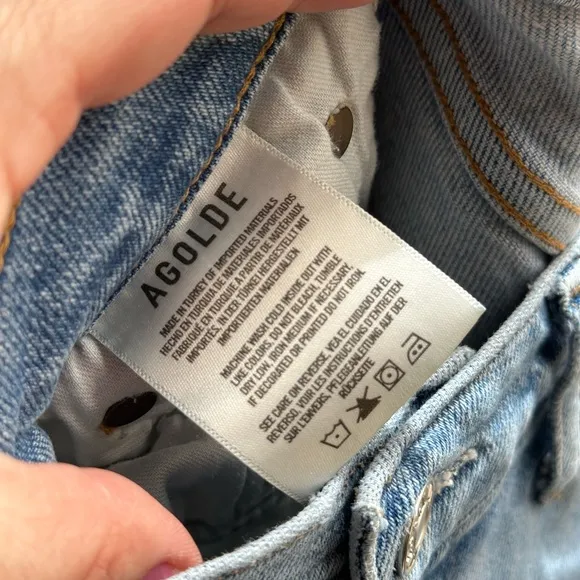 AGOLDE
MADE IN TURKEY OF IMPORTED MATERIALS
HECHO EN TURQUIA DE MATERIALES IMPORTADOS
FABRIQUE EN TURQUIE A PARTIR DE MATÉRIAUX
IMPORTÉS, IN DIE TÜRKEI HERGESTELLT MIT
IMPORTIERTEN MATERIALIEN
MACHINE WASH COLD INSIDE OUT WITH
LIKE COLORS. DO NOT BLEACH, TUMBLE
DRY LOW, IRON MEDIUM IF NECESSARY.
IF DECORATED OR PRINTED DO NOT IRON.
SEE CARE ON REVERSE. VEA EL CUIDADO EN EL
REVERSO. VOIR LES INSTRUCTIONS D'ENTRETIEN
SUR L'ENVERS. PFLEGEANLEITUNG AUF DER
RÜCKSEITE